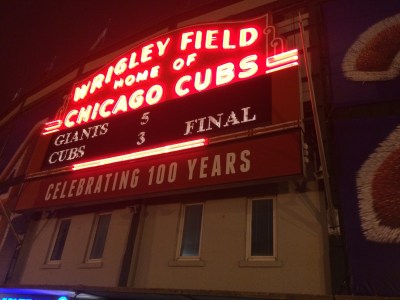 WRIGLEY FIELD
HOME OF
CHICAGO CUBS
GIANTS 5
CUBS 3 FINAL
CELEBRATING 100 YEARS